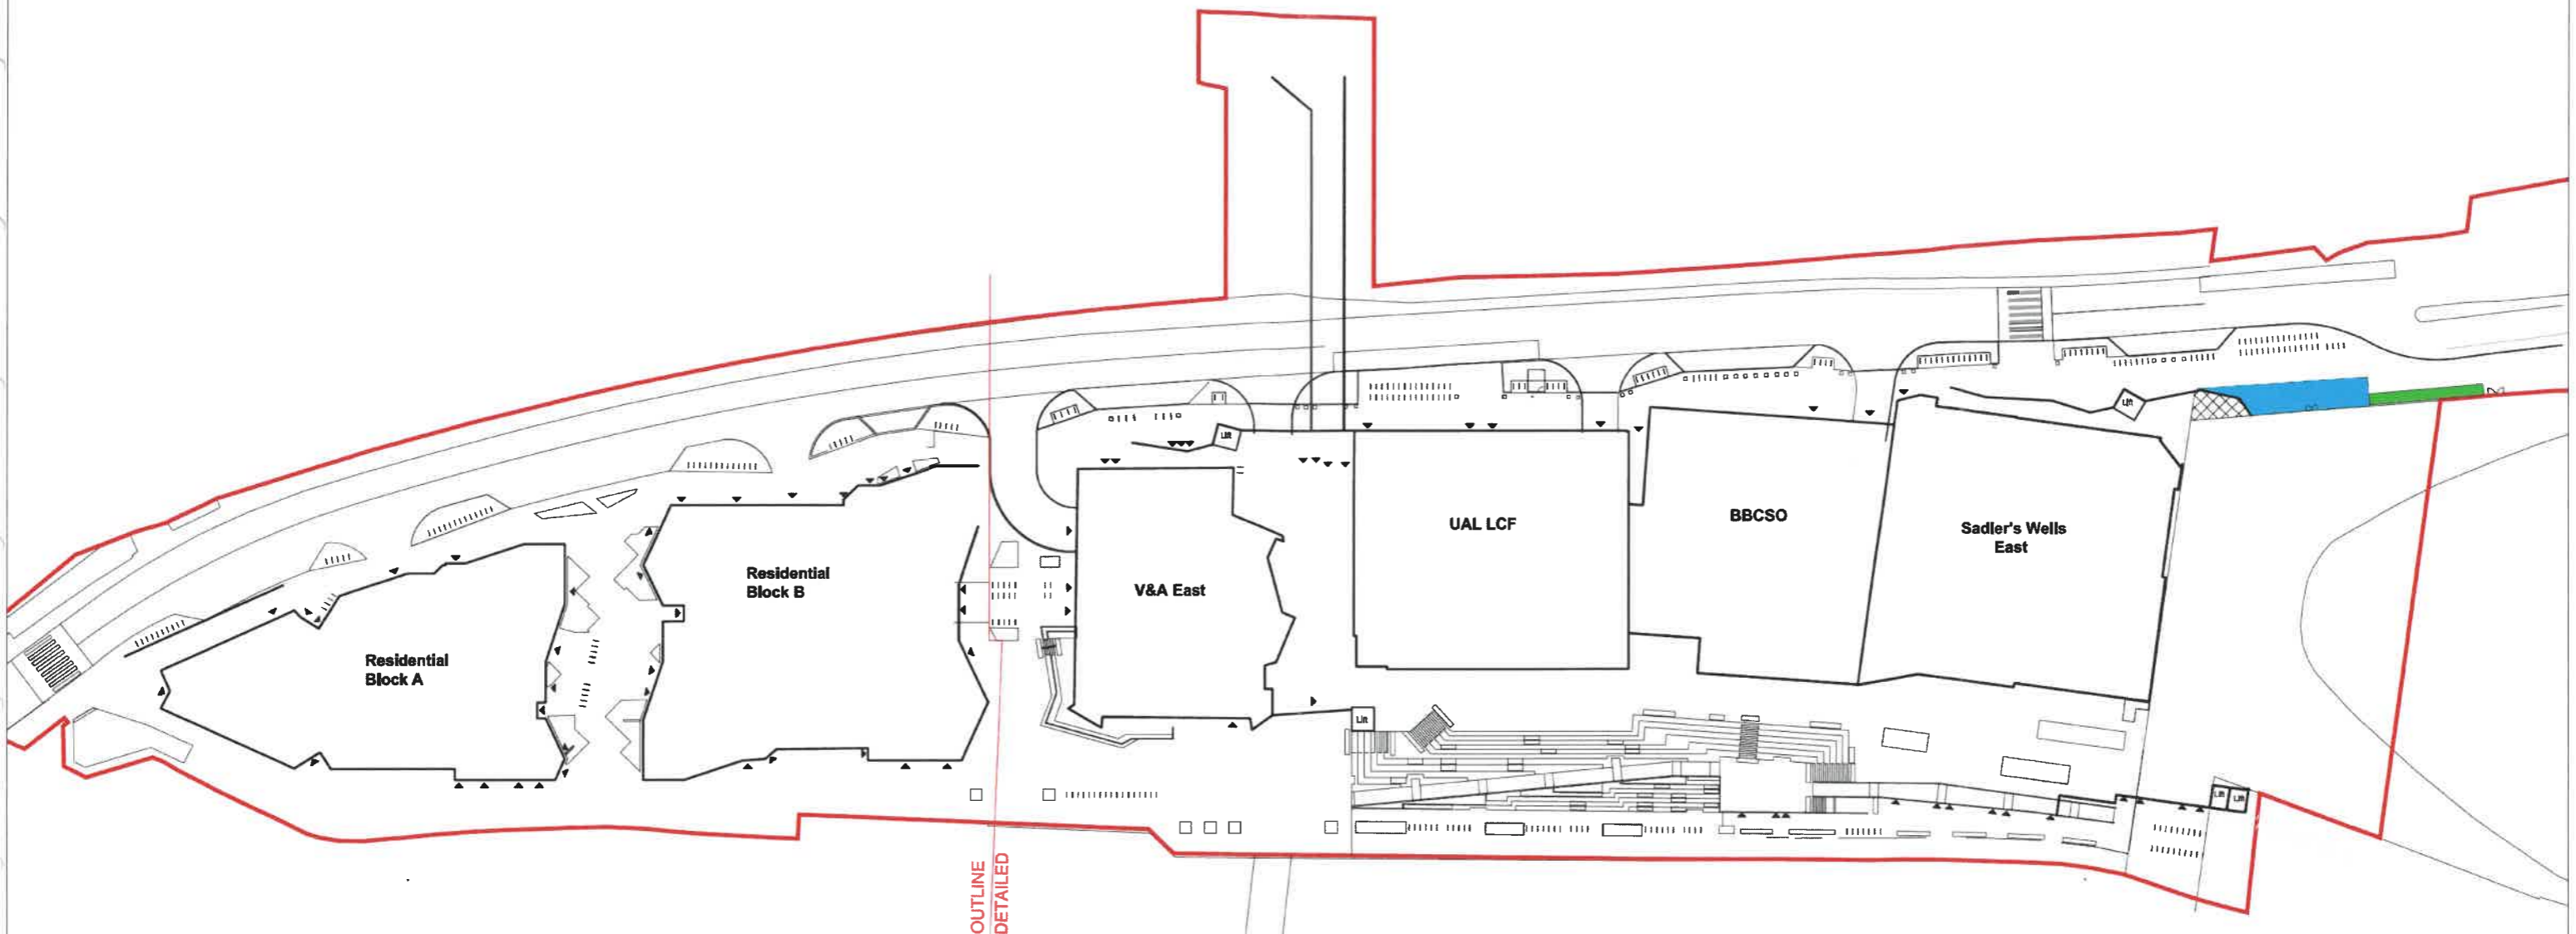 Lift
Lift
UAL LCF
BBCSO
Sadler's Wells
East
Residential
Block B
V&A East
Residential
Block A
Lift
Lift
Lift
OUTLINE
DETAILED